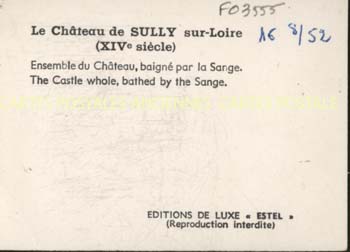 FO3555
Le Château de SULLY sur-Loire
(XIVe siècle)
16 8/52
Ensemble du Château, baigné par la Sange.
The Castle whole, bathed by the Sange.
EDITIONS DE LUXE « ESTEL »
(Reproduction interdite)